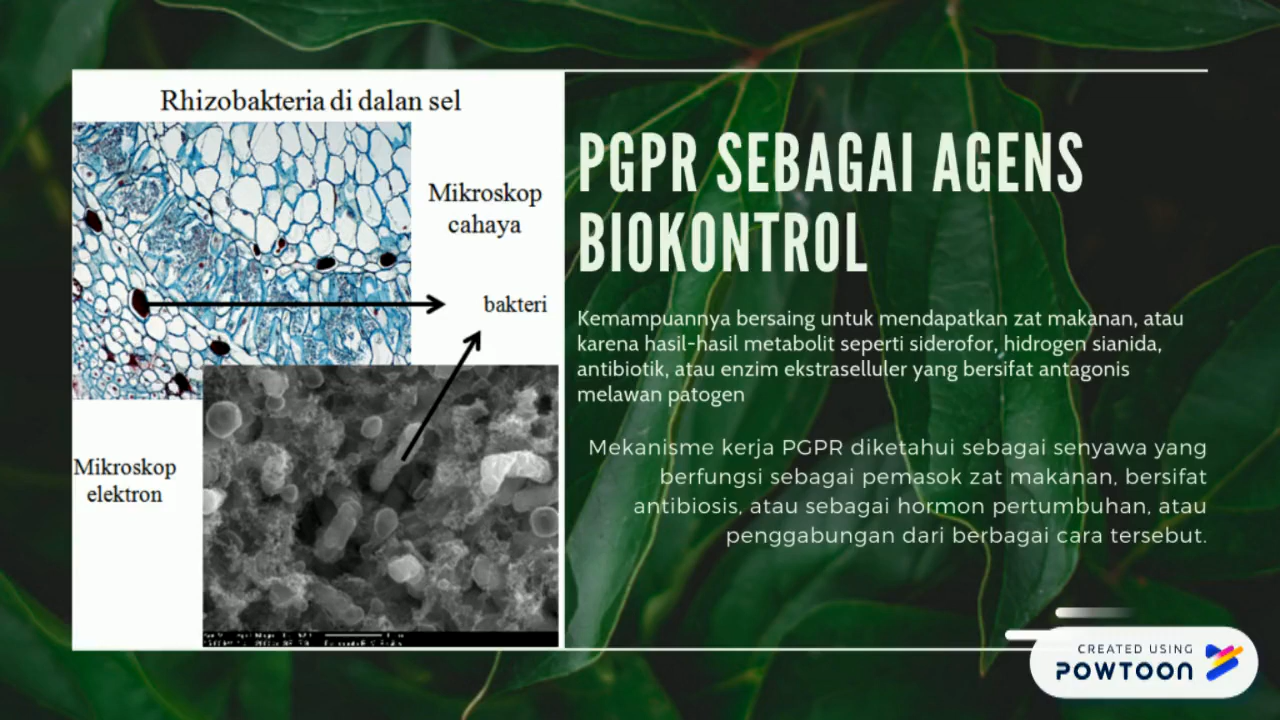 Rhizobakteria di dalan sel
Mikroskop
cahaya
bakteri
Mikroskop
elektron
PGPR SEBAGAI AGENS
BIOKONTROL
Kemampuannya bersaing untuk mendapatkan zat makanan, atau
karena hasil-hasil metabolit seperti siderofor, hidrogen sianida,
antibiotik, atau enzim ekstraselluler yang bersifat antagonis
melawan patogen
Mekanisme kerja PGPR diketahui sebagai senyawa yang
berfungsi sebagai pemasok zat makanan, bersifat
antibiosis, atau sebagai hormon pertumbuhan, atau
penggabungan dari berbagai cara tersebut.
CREATED USING
POWTOON